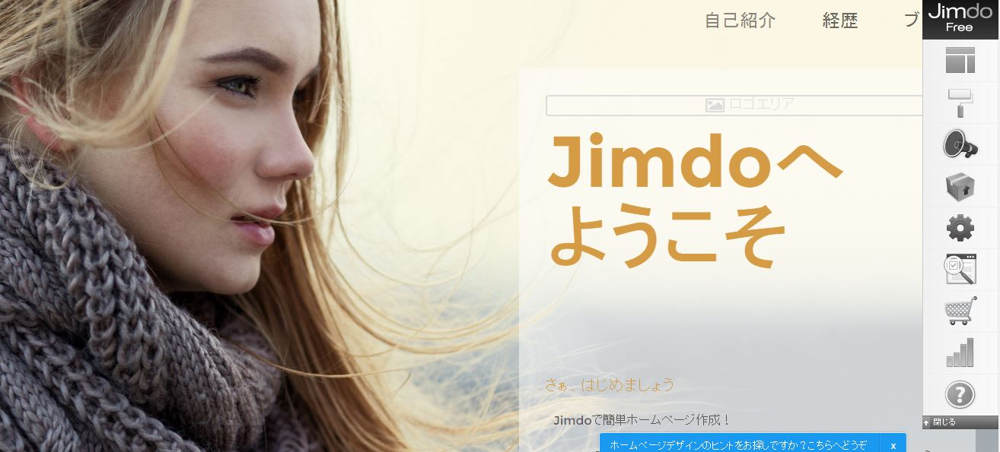 自己紹介 経歴 ブ
Jimdo
Free
ロゴエリア
Jimdoへ
ようこそ
さぁ、はじめましょう
Jimdoで簡単ホームページ作成！
閉じる
ホームページデザインのヒントをお探しですか？こちらへどうぞ x